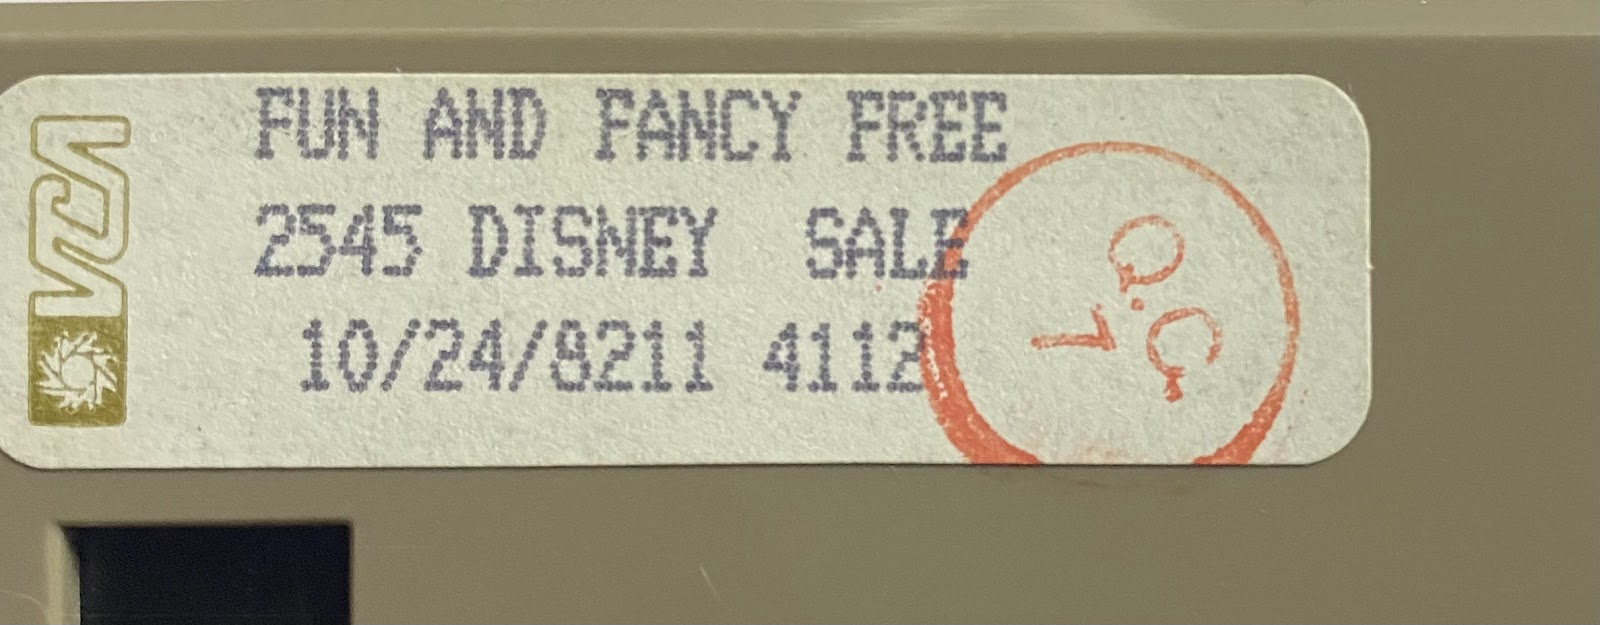 VCA
FUN AND FANCY FREE
2545 DISNEY SALE
10/24/8211 4112
Q.C.
7